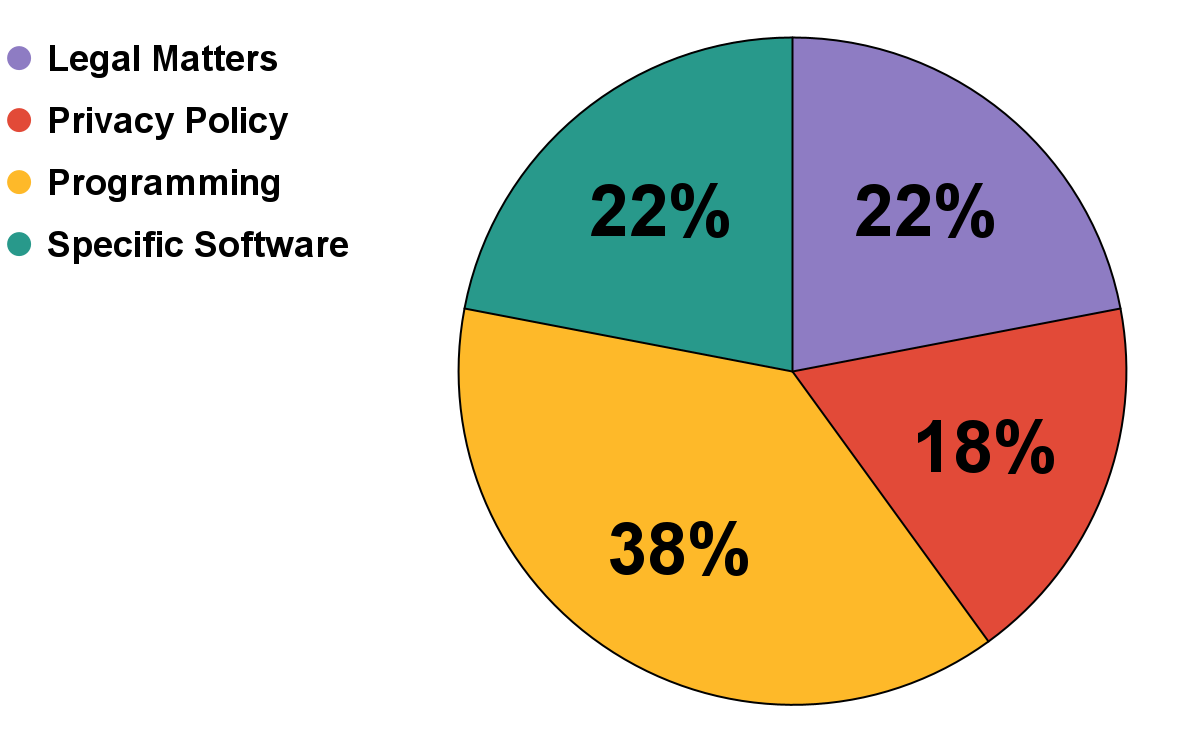 Legal Matters
Privacy Policy
Programming
Specific Software
22%
22%
18%
38%